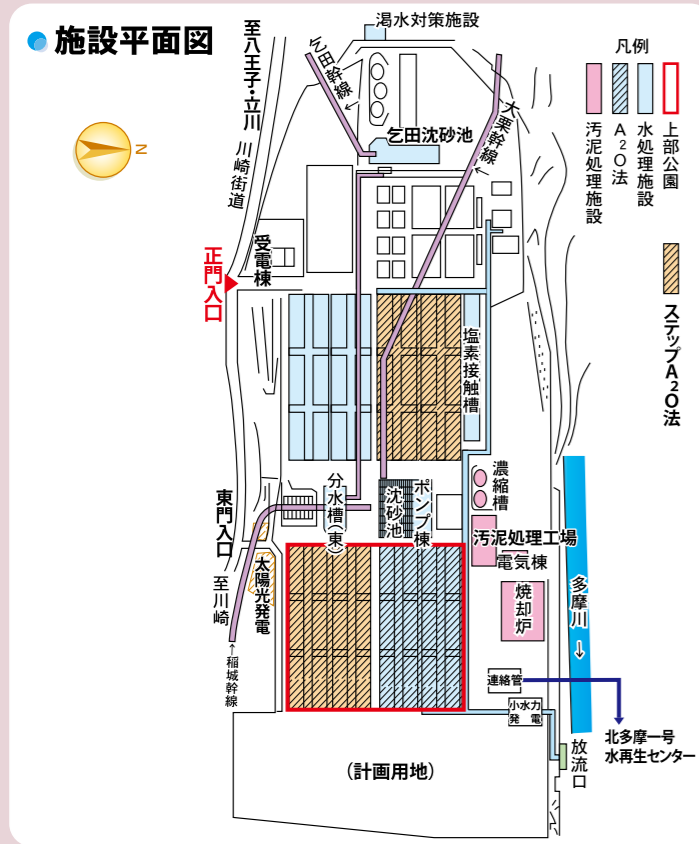 施設平面図
N
至八王子・立川
川崎街道
渇水対策施設
乞田幹線
←
乞田沈砂池
大栗幹線
←
凡例
上部公園
水処理施設
A₂O法
汚泥処理施設
ステップA₂O法
受電棟
正門入口
塩素接触槽
濃縮槽
分水槽(東)
沈砂池
ポンプ棟
汚泥処理工場
電気棟
東門入口
至川崎
太陽光発電
←稲城幹線
焼却炉
多摩川→
連絡管
小水力
発電
北多摩一号
水再生センター
放流口
(計画用地)